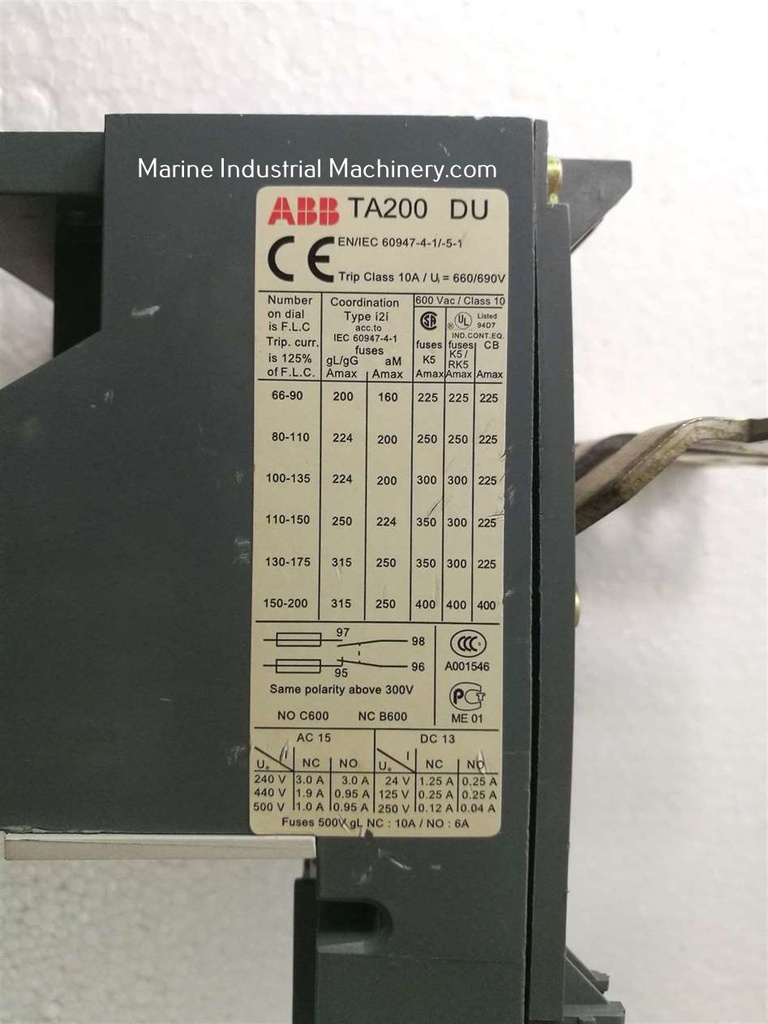 Marine Industrial Machinery.com
ABB TA200 DU
CE EN/IEC 60947-4-1/-5-1
Trip Class 10A / Ui = 660/690V
Number on dial is F.L.C Trip. curr. is 125% of F.L.C.
Coordination Type i2i acc.to IEC 60947-4-1 fuses
gL/gG Amax
aM Amax
600 Vac / Class 10
SA fuses K5 Amax
UL Listed 94D7
IND.CONT.EQ.
fuses K5 / RK5 Amax
CB Amax
66-90 200 160 225 225 225
80-110 224 200 250 250 225
100-135 224 200 300 300 225
110-150 250 224 350 300 225
130-175 315 250 350 300 225
150-200 315 250 400 400 400
97 98
95 96
Same polarity above 300V
NO C600 NC B600
CCC
A001546
PCT
ME 01
AC 15 DC 13
Ue I NC NO Ue I NC NO
240 V 3.0 A 3.0 A 24 V 1.25 A 0.25 A
440 V 1.9 A 0.95 A 125 V 0.25 A 0.25 A
500 V 1.0 A 0.95 A 250 V 0.12 A 0.04 A
Fuses 500V gL NC : 10A / NO : 6A